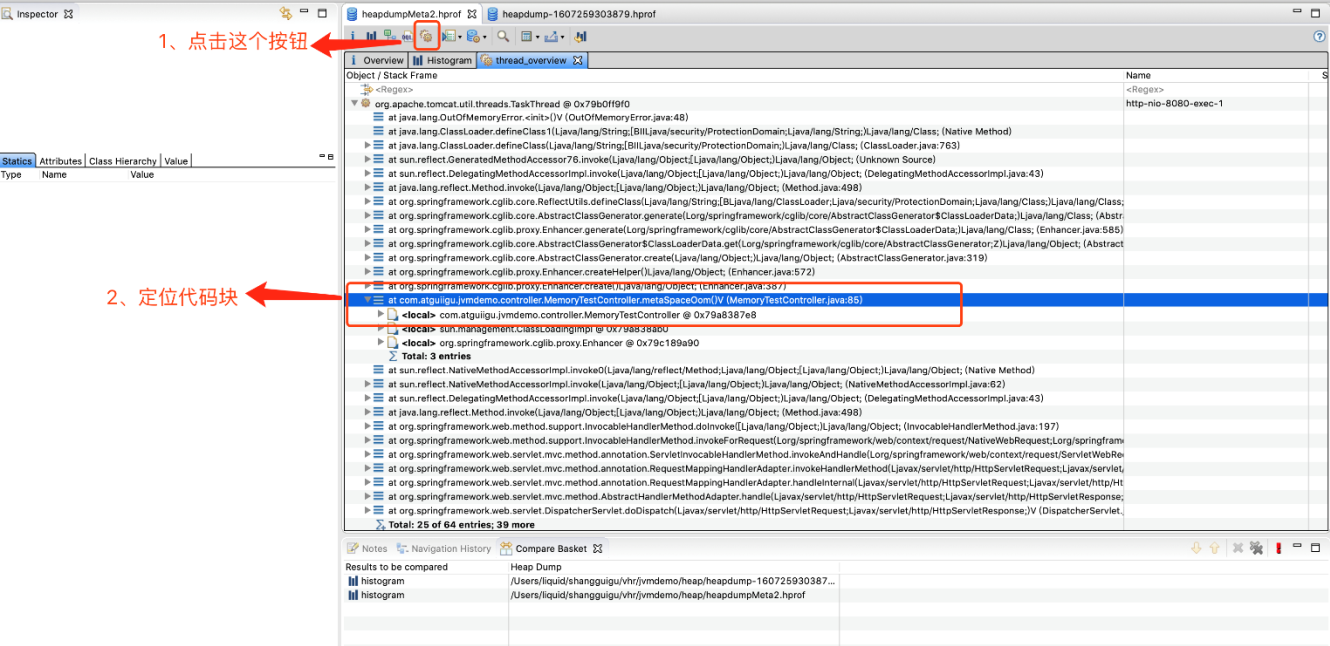 Inspector
heapdumpMeta2.hprof
heapdump-1607259303879.hprof
1、点击这个按钮
Overview
Histogram
thread_overview
Object / Stack Frame
Name
S
<Regex>
<Regex>
org.apache.tomcat.util.threads.TaskThread @ 0x79b0ff9f0
http-nio-8080-exec-1
at java.lang.OutOfMemoryError.<init>()V (OutOfMemoryError.java:48)
at java.lang.ClassLoader.defineClass1(Ljava/lang/String;[BIILjava/security/ProtectionDomain;Ljava/lang/String;)Ljava/lang/Class; (Native Method)
at java.lang.ClassLoader.defineClass(Ljava/lang/String;[BIILjava/security/ProtectionDomain;)Ljava/lang/Class; (ClassLoader.java:763)
at sun.reflect.GeneratedMethodAccessor76.invoke(Ljava/lang/Object;[Ljava/lang/Object;)Ljava/lang/Object; (Unknown Source)
at sun.reflect.DelegatingMethodAccessorImpl.invoke(Ljava/lang/Object;[Ljava/lang/Object;)Ljava/lang/Object; (DelegatingMethodAccessorImpl.java:43)
at java.lang.reflect.Method.invoke(Ljava/lang/Object;[Ljava/lang/Object;)Ljava/lang/Object; (Method.java:498)
at org.springframework.cglib.core.ReflectUtils.defineClass(Ljava/lang/String;[BLjava/lang/ClassLoader;Ljava/security/ProtectionDomain;Ljava/lang/Class;)Ljava/lang/Class;
at org.springframework.cglib.core.AbstractClassGenerator.generate(Lorg/springframework/cglib/core/AbstractClassGenerator$ClassLoaderData;)Ljava/lang/Class; (Abstr
at org.springframework.cglib.proxy.Enhancer.generate(Lorg/springframework/cglib/core/AbstractClassGenerator$ClassLoaderData;)Ljava/lang/Class; (Enhancer.java:585)
at org.springframework.cglib.core.AbstractClassGenerator$ClassLoaderData.get(Lorg/springframework/cglib/core/AbstractClassGenerator;Z)Ljava/lang/Object; (Abstract
at org.springframework.cglib.core.AbstractClassGenerator.create(Ljava/lang/Object;)Ljava/lang/Object; (AbstractClassGenerator.java:319)
at org.springframework.cglib.proxy.Enhancer.createHelper()Ljava/lang/Object; (Enhancer.java:572)
at org.springframework.cglib.proxy.Enhancer.create()Ljava/lang/Object; (Enhancer.java:387)
at com.atguiigu.jvmdemo.controller.MemoryTestController.metaSpaceOom()V (MemoryTestController.java:85)
<local> com.atguiigu.jvmdemo.controller.MemoryTestController @ 0x79a8387e8
<local> sun.management.ClassLoadingImpl @ 0x79a838ab0
<local> org.springframework.cglib.proxy.Enhancer @ 0x79c189a90
Total: 3 entries
at sun.reflect.NativeMethodAccessorImpl.invoke0(Ljava/lang/reflect/Method;Ljava/lang/Object;[Ljava/lang/Object;)Ljava/lang/Object; (Native Method)
at sun.reflect.NativeMethodAccessorImpl.invoke(Ljava/lang/Object;[Ljava/lang/Object;)Ljava/lang/Object; (NativeMethodAccessorImpl.java:62)
at sun.reflect.DelegatingMethodAccessorImpl.invoke(Ljava/lang/Object;[Ljava/lang/Object;)Ljava/lang/Object; (DelegatingMethodAccessorImpl.java:43)
at java.lang.reflect.Method.invoke(Ljava/lang/Object;[Ljava/lang/Object;)Ljava/lang/Object; (Method.java:498)
at org.springframework.web.method.support.InvocableHandlerMethod.doInvoke([Ljava/lang/Object;)Ljava/lang/Object; (InvocableHandlerMethod.java:197)
at org.springframework.web.method.support.InvocableHandlerMethod.invokeForRequest(Lorg/springframework/web/context/request/NativeWebRequest;Lorg/springfram
at org.springframework.web.servlet.mvc.method.annotation.ServletInvocableHandlerMethod.invokeAndHandle(Lorg/springframework/web/context/request/ServletWebRe
at org.springframework.web.servlet.mvc.method.annotation.RequestMappingHandlerAdapter.invokeHandlerMethod(Ljavax/servlet/http/HttpServletRequest;Ljavax/servlet/
at org.springframework.web.servlet.mvc.method.annotation.RequestMappingHandlerAdapter.handleInternal(Ljavax/servlet/http/HttpServletRequest;Ljavax/servlet/http/
at org.springframework.web.servlet.mvc.method.AbstractHandlerMethodAdapter.handle(Ljavax/servlet/http/HttpServletRequest;Ljavax/servlet/http/HttpServletResponse;
at org.springframework.web.servlet.DispatcherServlet.doDispatch(Ljavax/servlet/http/HttpServletRequest;Ljavax/servlet/http/HttpServletResponse;)V (DispatcherServlet.
Total: 25 of 64 entries; 39 more
Statics
Attributes
Class Hierarchy
Value
Type
Name
Value
2、定位代码块
Notes
Navigation History
Compare Basket
Results to be compared
Heap Dump
histogram
/Users/liquid/shangguigu/vhr/jvmdemo/heap/heapdump-160725930387...
histogram
/Users/liquid/shangguigu/vhr/jvmdemo/heap/heapdumpMeta2.hprof